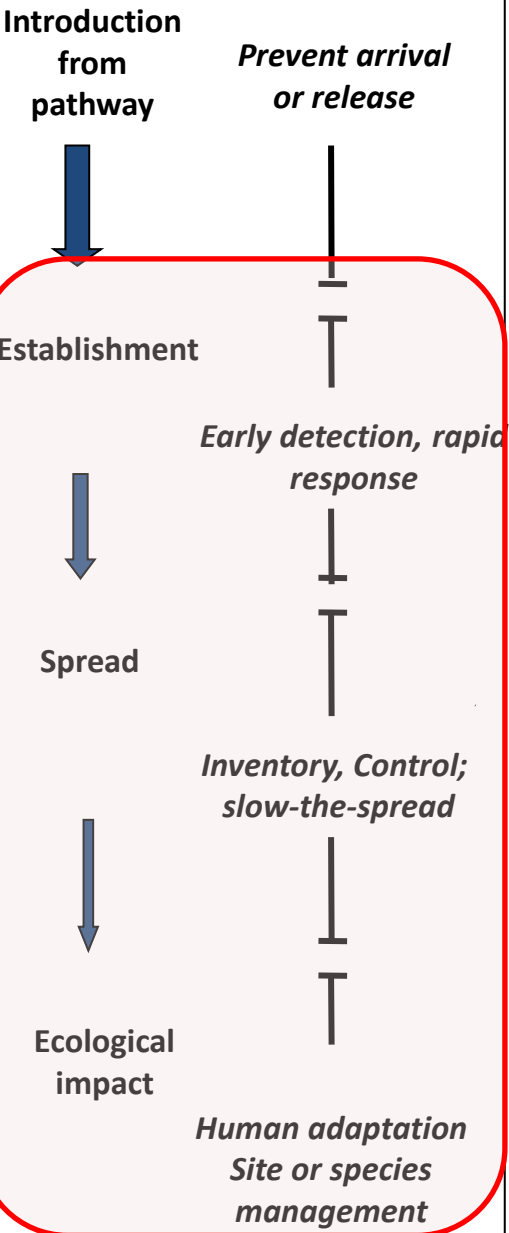 Introduction
from
pathway
Prevent arrival
or release
Establishment
Early detection, rapid
response
Spread
Inventory, Control;
slow-the-spread
Ecological
impact
Human adaptation
Site or species
management